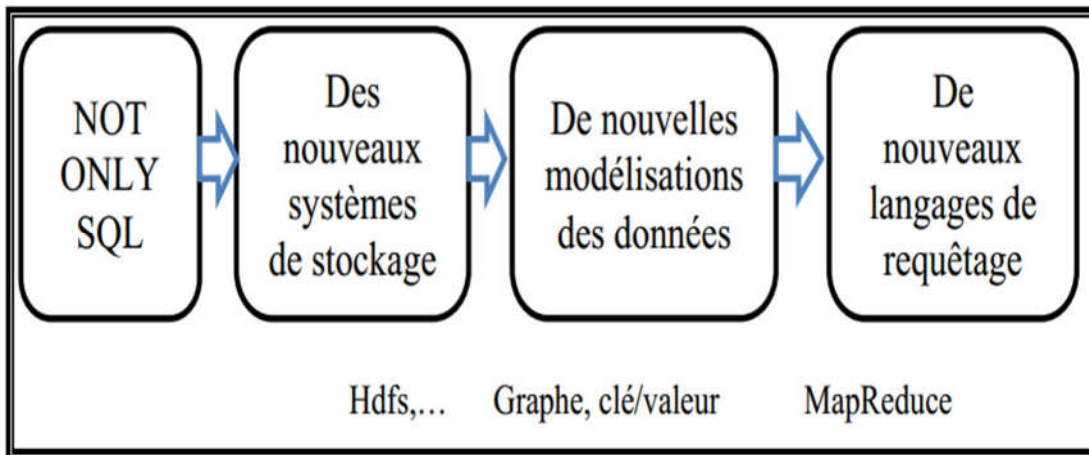 NOT
ONLY
SQL
Des
nouveaux
systèmes
de stockage
De nouvelles
modélisations
des données
De
nouveaux
langages de
requêtage
Hdfs,...
Graphe, clé/valeur
MapReduce